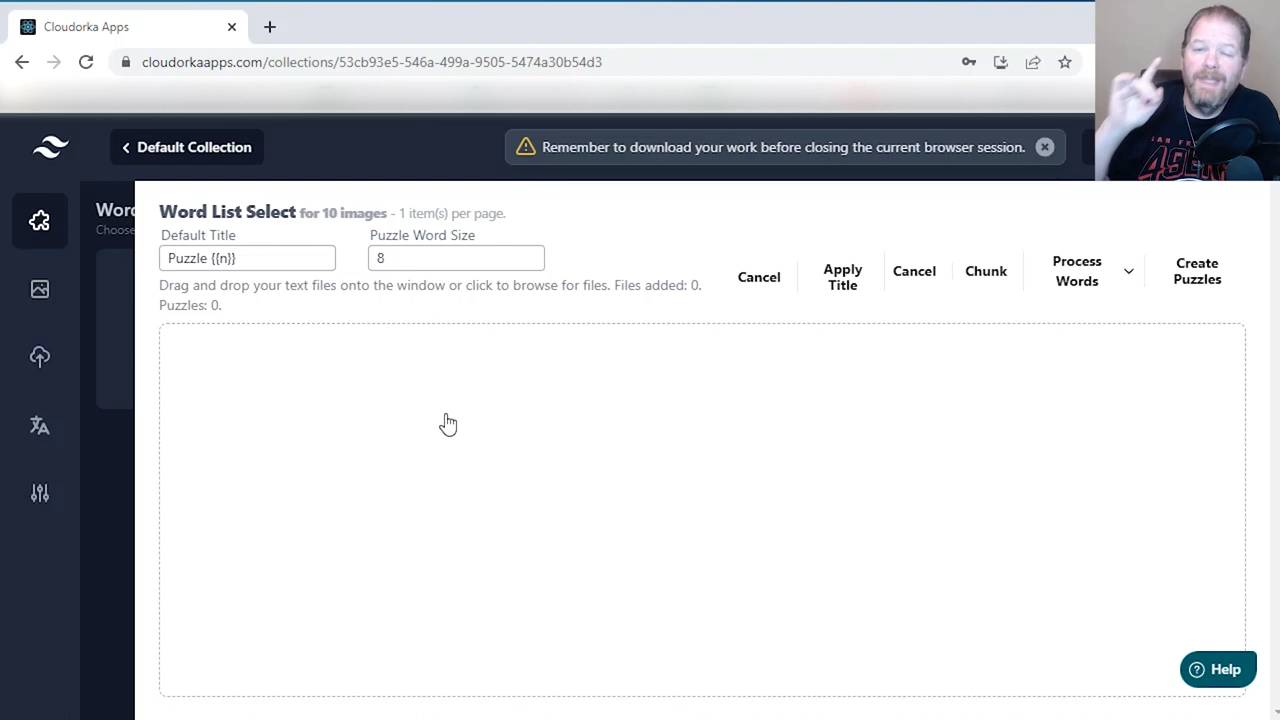 Cloudorka Apps
cloudorkaapps.com/collections/53cb93e5-546a-499a-9505-5474a30b54d3
Default Collection
Remember to download your work before closing the current browser session.
Word
Choose
Word List Select for 10 images - 1 item(s) per page.
Default Title
Puzzle Word Size
Puzzle {{n}}
8
Drag and drop your text files onto the window or click to browse for files. Files added: 0.
Puzzles: 0.
Cancel
Apply
Title
Cancel
Chunk
Process
Words
Create
Puzzles
Help
49ERS